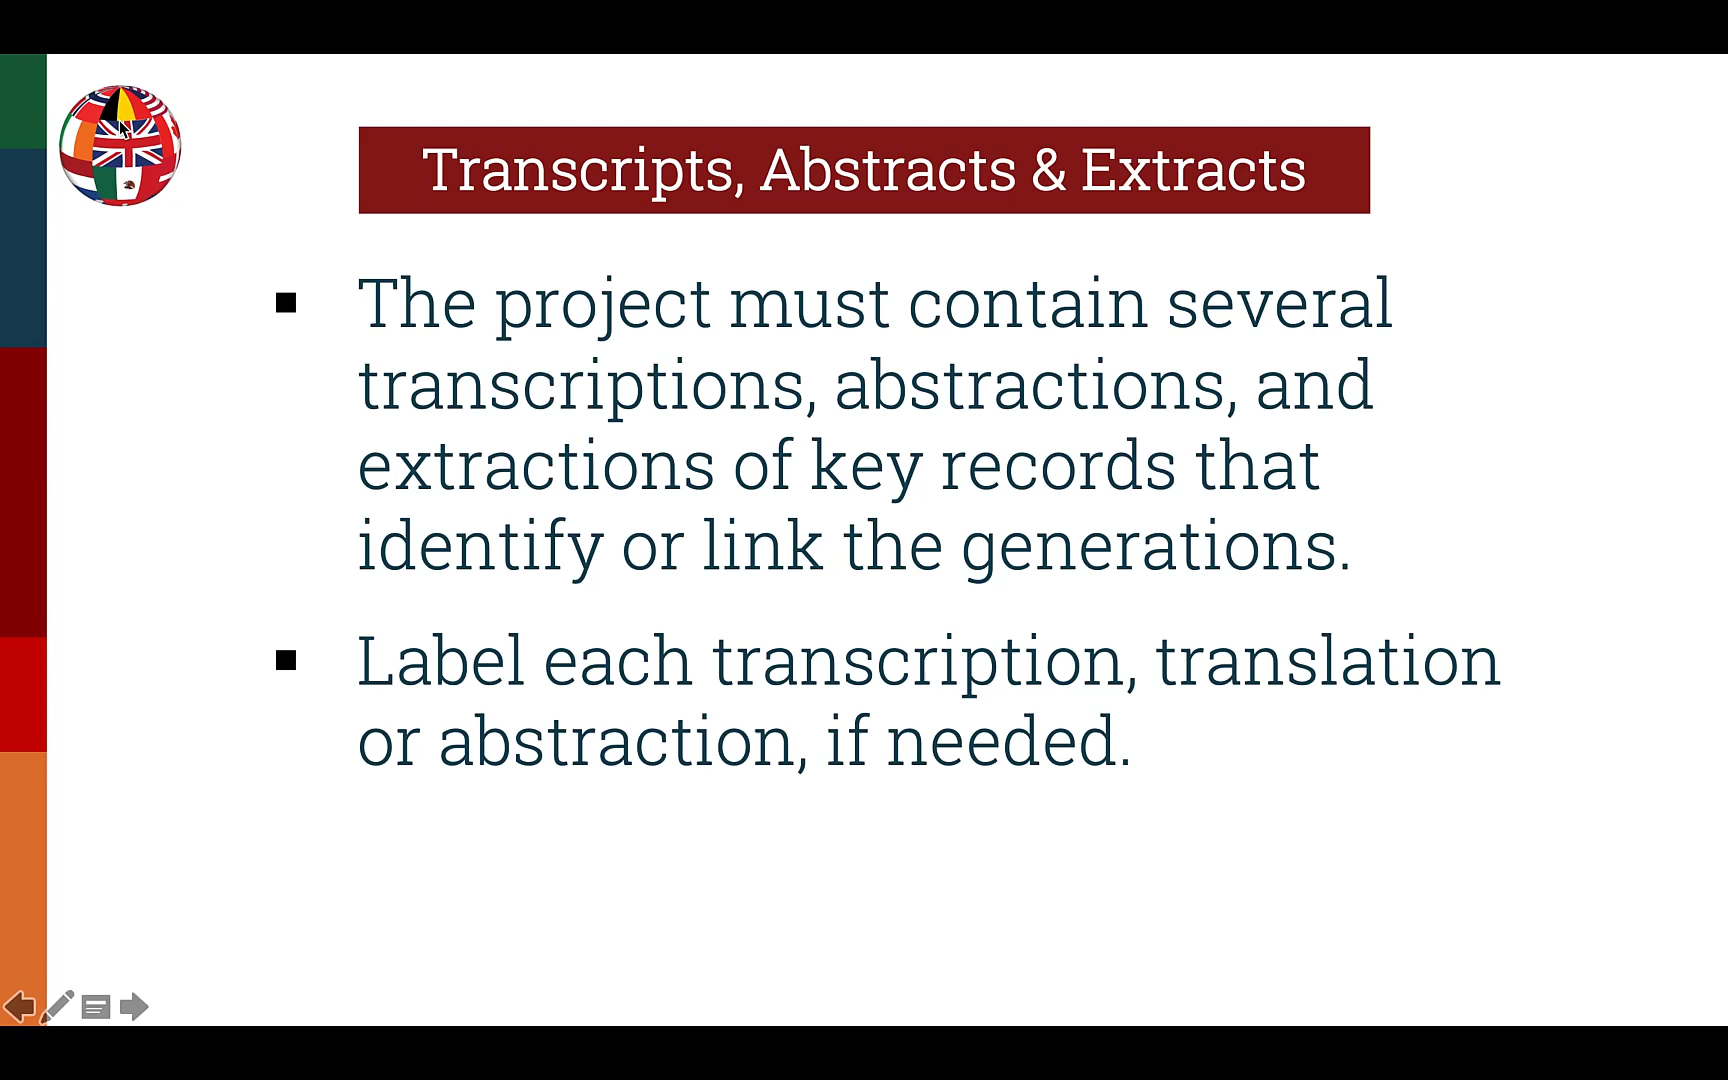 Transcripts, Abstracts & Extracts
▪ The project must contain several
transcriptions, abstractions, and
extractions of key records that
identify or link the generations.
▪ Label each transcription, translation
or abstraction, if needed.